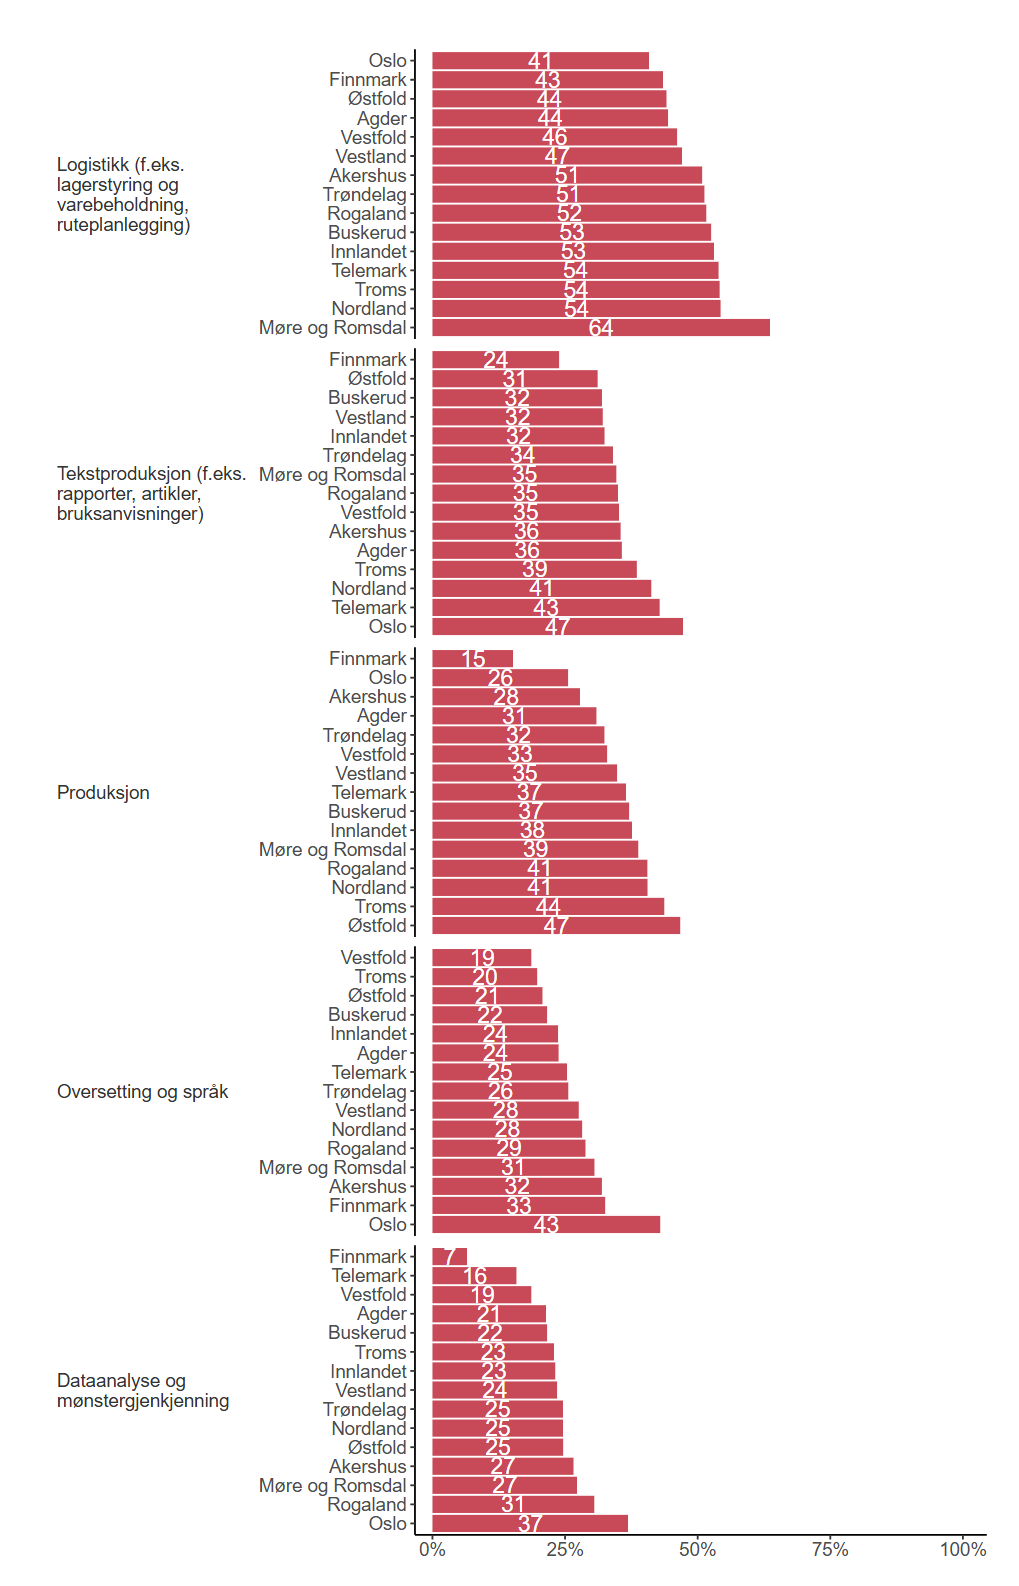 Logistikk (f.eks.
lagerstyring og
varebeholdning,
ruteplanlegging)
Oslo 41
Finnmark 43
Østfold 44
Agder 44
Vestfold 46
Vestland 47
Akershus 51
Trøndelag 51
Rogaland 52
Buskerud 53
Innlandet 53
Telemark 54
Troms 54
Nordland 54
Møre og Romsdal 64
Tekstproduksjon (f.eks.
rapporter, artikler,
bruksanvisninger)
Finnmark 24
Østfold 31
Buskerud 32
Vestland 32
Innlandet 32
Trøndelag 34
Møre og Romsdal 35
Rogaland 35
Vestfold 35
Akershus 36
Agder 36
Troms 39
Nordland 41
Telemark 43
Oslo 47
Produksjon
Finnmark 15
Oslo 26
Akershus 28
Agder 31
Trøndelag 32
Vestfold 33
Vestland 35
Telemark 37
Buskerud 37
Innlandet 38
Møre og Romsdal 39
Rogaland 41
Nordland 41
Troms 44
Østfold 47
Oversetting og språk
Vestfold 19
Troms 20
Østfold 21
Buskerud 22
Innlandet 24
Agder 24
Telemark 25
Trøndelag 26
Vestland 28
Nordland 28
Rogaland 29
Møre og Romsdal 31
Akershus 32
Finnmark 33
Oslo 43
Dataanalyse og
mønstergjenkjenning
Finnmark 7
Telemark 16
Vestfold 19
Agder 21
Buskerud 22
Troms 23
Innlandet 23
Vestland 24
Trøndelag 25
Nordland 25
Østfold 25
Akershus 27
Møre og Romsdal 27
Rogaland 31
Oslo 37
0% 25% 50% 75% 100%